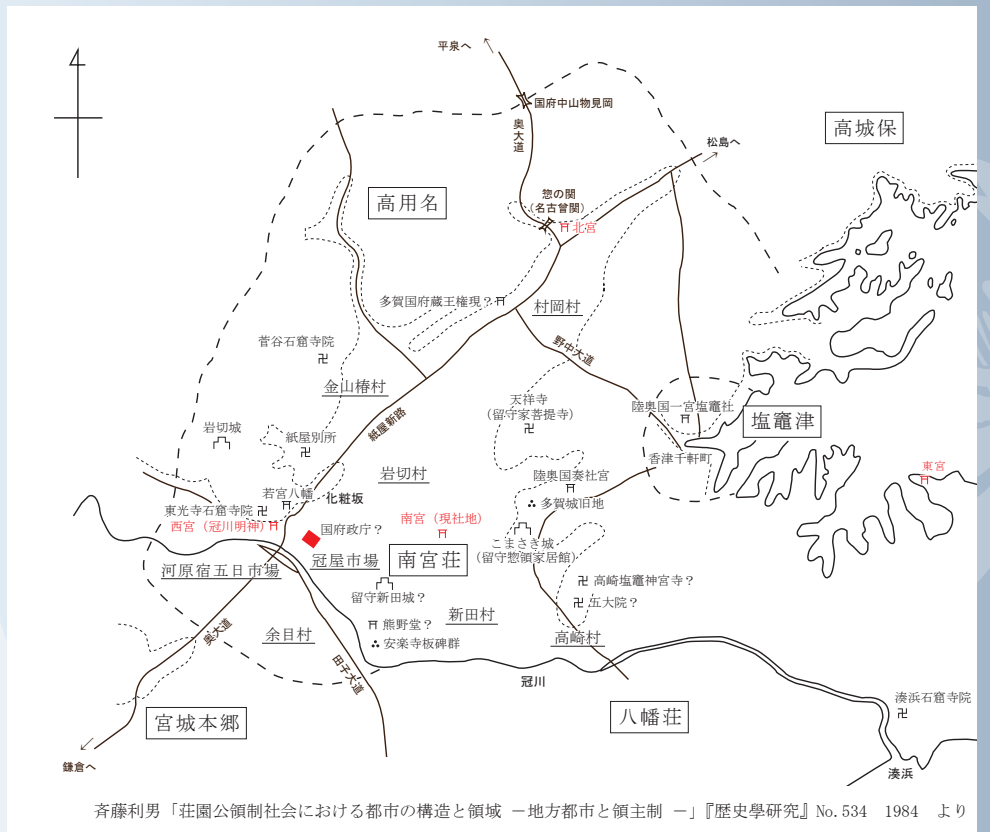 平泉へ
国府中山物見岡
奥大道
高城保
松島へ
惣の関
(名古曾関)
北宮
高用名
多賀国府蔵王権現？
村岡村
野中大道
菅谷石窟寺院
金山椿村
天祥寺
(留守家菩提寺)
陸奥国一宮塩竈社
塩竈津
紙屋新路
岩切城
紙屋別所
香津千軒町
岩切村
陸奥国奏社宮
東宮
若宮八幡
化粧坂
多賀城旧地
東光寺石窟寺院
西宮（冠川明神）
国府政庁？
南宮（現社地）
こまさき城
(留守惣領家居館)
冠屋市場
南宮荘
河原宿五日市場
高崎塩竈神宮寺？
留守新田城？
五大院？
新田村
熊野堂？
余目村
奥大道
安楽寺板碑群
高崎村
田子大道
冠川
湊浜石窟寺院
宮城本郷
八幡荘
鎌倉へ
湊浜
斉藤利男「荘園公領制社会における都市の構造と領域 －地方都市と領主制 －」『歴史學研究』No.534 1984 より